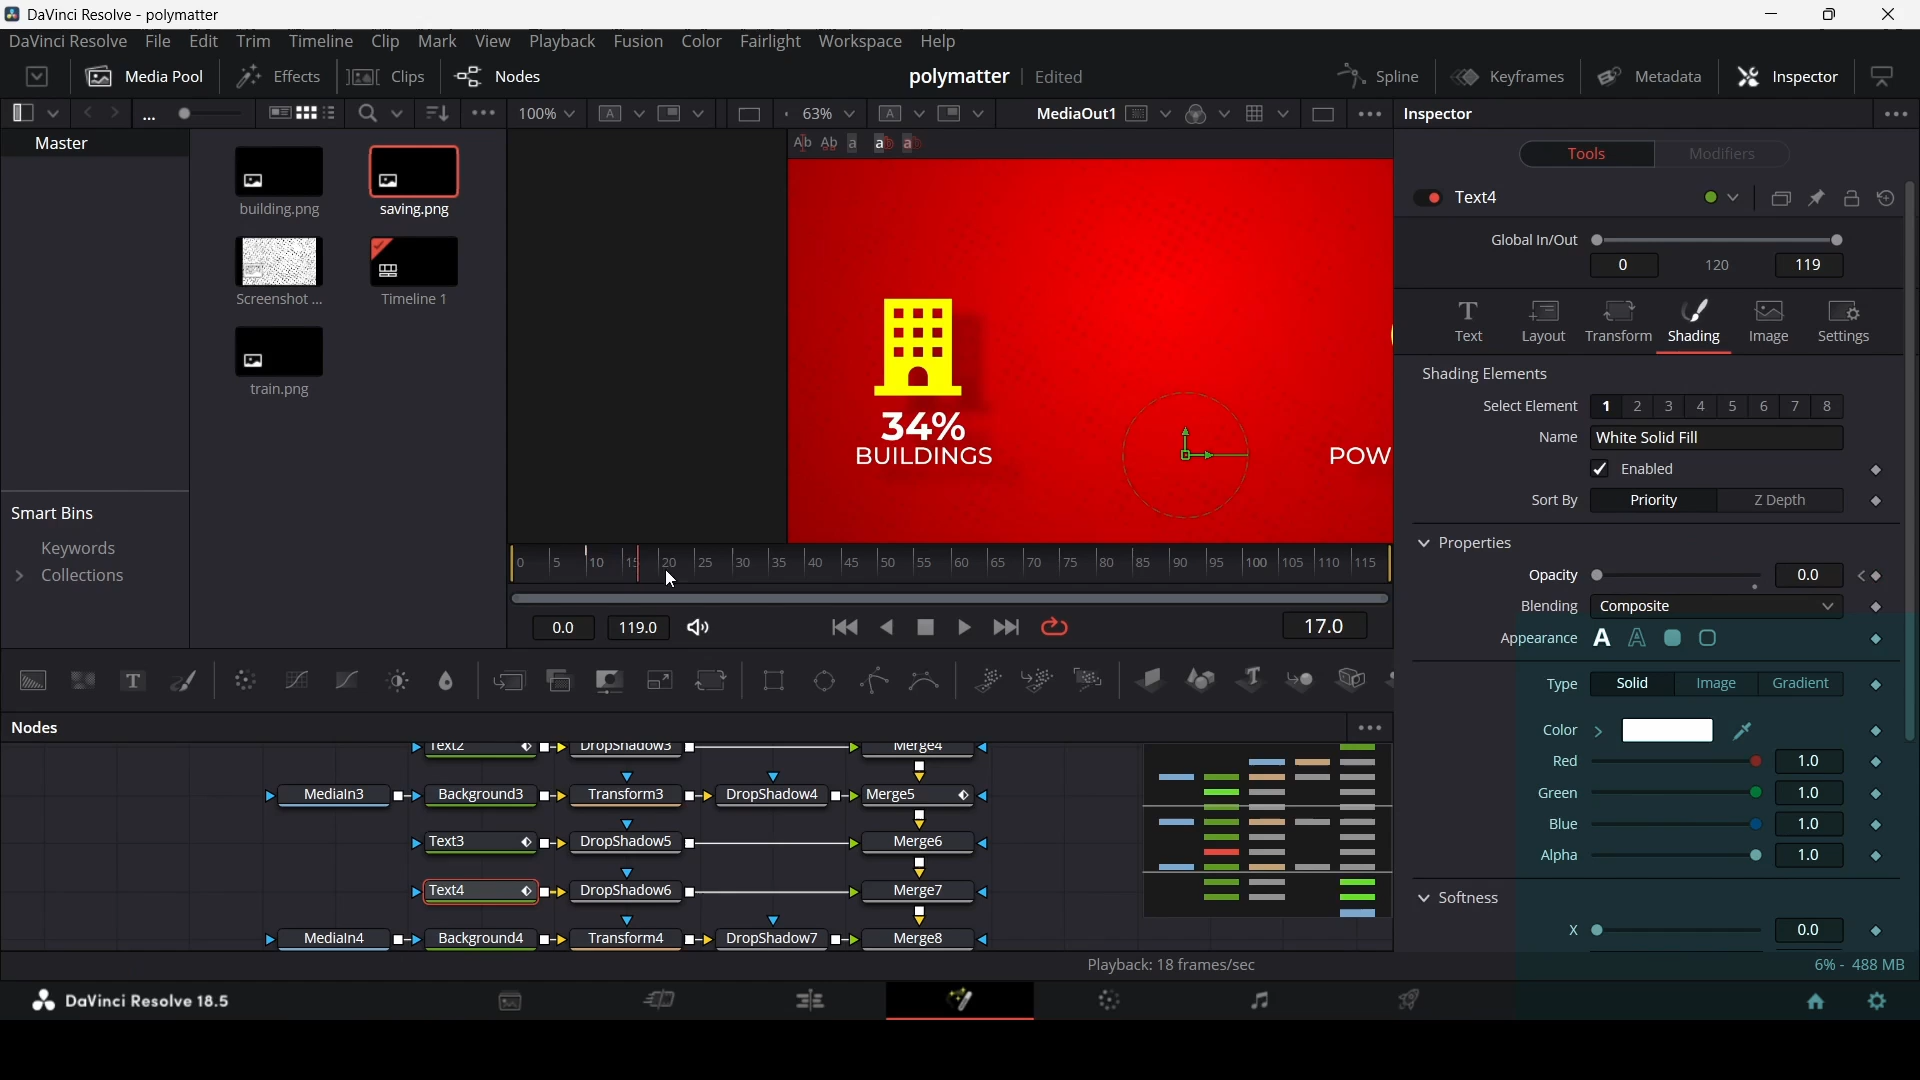 DaVinci Resolve - polymatter
DaVinci Resolve File Edit Trim Timeline Clip Mark View Playback Fusion Color Fairlight Workspace Help
Media Pool Effects Clips Nodes polymatter Edited Spline Keyframes Metadata Inspector
... 100% A 63% A MediaOut1 Inspector
Master
Ab Ab a ab ab
Tools Modifiers
building.png saving.png
Text4
Global In/Out
0 120 119
Screenshot ... Timeline 1
Text Layout Transform Shading Image Settings
train.png
Shading Elements
Select Element 1 2 3 4 5 6 7 8
34%
BUILDINGS
POW
Name White Solid Fill
Enabled
Sort By Priority Z Depth
Smart Bins
Keywords
Collections
Properties
0 5 10 15 20 25 30 35 40 45 50 55 60 65 70 75 80 85 90 95 100 105 110 115
Opacity 0.0
Blending Composite
0.0 119.0 17.0
Appearance A A
T
Type Solid Image Gradient
Nodes
Color
Text2 DropShadow3 Merge4
Red 1.0
MediaIn3 Background3 Transform3 DropShadow4 Merge5
Green 1.0
Blue 1.0
Text3 DropShadow5 Merge6
Alpha 1.0
Text4 DropShadow6 Merge7
Softness
MediaIn4 Background4 Transform4 DropShadow7 Merge8
X 0.0
Playback: 18 frames/sec
6% - 488 MB
DaVinci Resolve 18.5